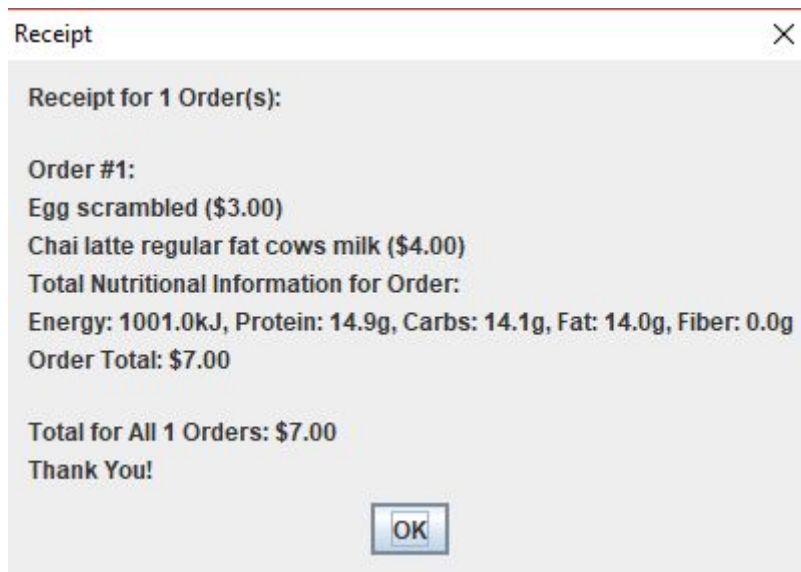 Receipt
Receipt for 1 Order(s):
Order #1:
Egg scrambled ($3.00)
Chai latte regular fat cows milk ($4.00)
Total Nutritional Information for Order:
Energy: 1001.0kJ, Protein: 14.9g, Carbs: 14.1g, Fat: 14.0g, Fiber: 0.0g
Order Total: $7.00
Total for All 1 Orders: $7.00
Thank You!
OK